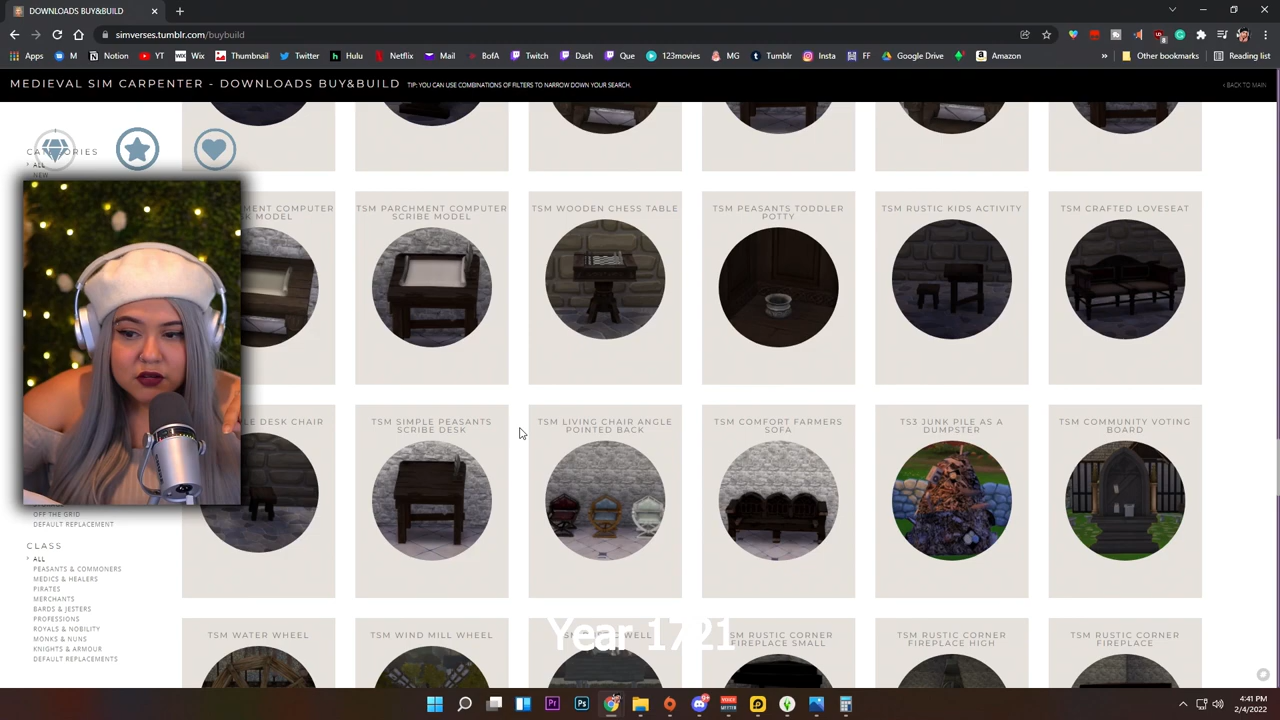 DOWNLOADS BUY&BUILD
simverses.tumblr.com/buybuild
Apps M Notion YT WIX Wix Thumbnail Twitter Hulu Netflix Mail BofA Twitch Que 123movies MG Tumblr Insta FF Google Drive Amazon Other bookmarks Reading list
MEDIEVAL SIM CARPENTER - DOWNLOADS BUY&BUILD TIP: YOU CAN USE COMBINATIONS OF FILTERS TO NARROW DOWN YOUR SEARCH. ‹ BACK TO MAIN
CATEGORIES
ALL
NEW
TSM PARCHMENT COMPUTER
SCRIBE MODEL
TSM WOODEN CHESS TABLE
TSM PEASANTS TODDLER
POTTY
TSM RUSTIC KIDS ACTIVITY
TSM CRAFTED LOVESEAT
DESK CHAIR
TSM SIMPLE PEASANTS
SCRIBE DESK
TSM LIVING CHAIR ANGLE
POINTED BACK
TSM COMFORT FARMERS
SOFA
TS3 JUNK PILE AS A
DUMPSTER
TSM COMMUNITY VOTING
BOARD
OFF THE GRID
DEFAULT REPLACEMENT
CLASS
ALL
PEASANTS & COMMONERS
MEDICS & HEALERS
PIRATES
MERCHANTS
BARDS & JESTERS
PROFESSIONS
ROYALS & NOBILITY
MONKS & NUNS
KNIGHTS & ARMOUR
DEFAULT REPLACEMENTS
TSM WATER WHEEL
TSM WIND MILL WHEEL
WELL
TSM RUSTIC CORNER
FIREPLACE SMALL
TSM RUSTIC CORNER
FIREPLACE HIGH
TSM RUSTIC CORNER
FIREPLACE
Year 1721
4:41 PM
2/4/2022